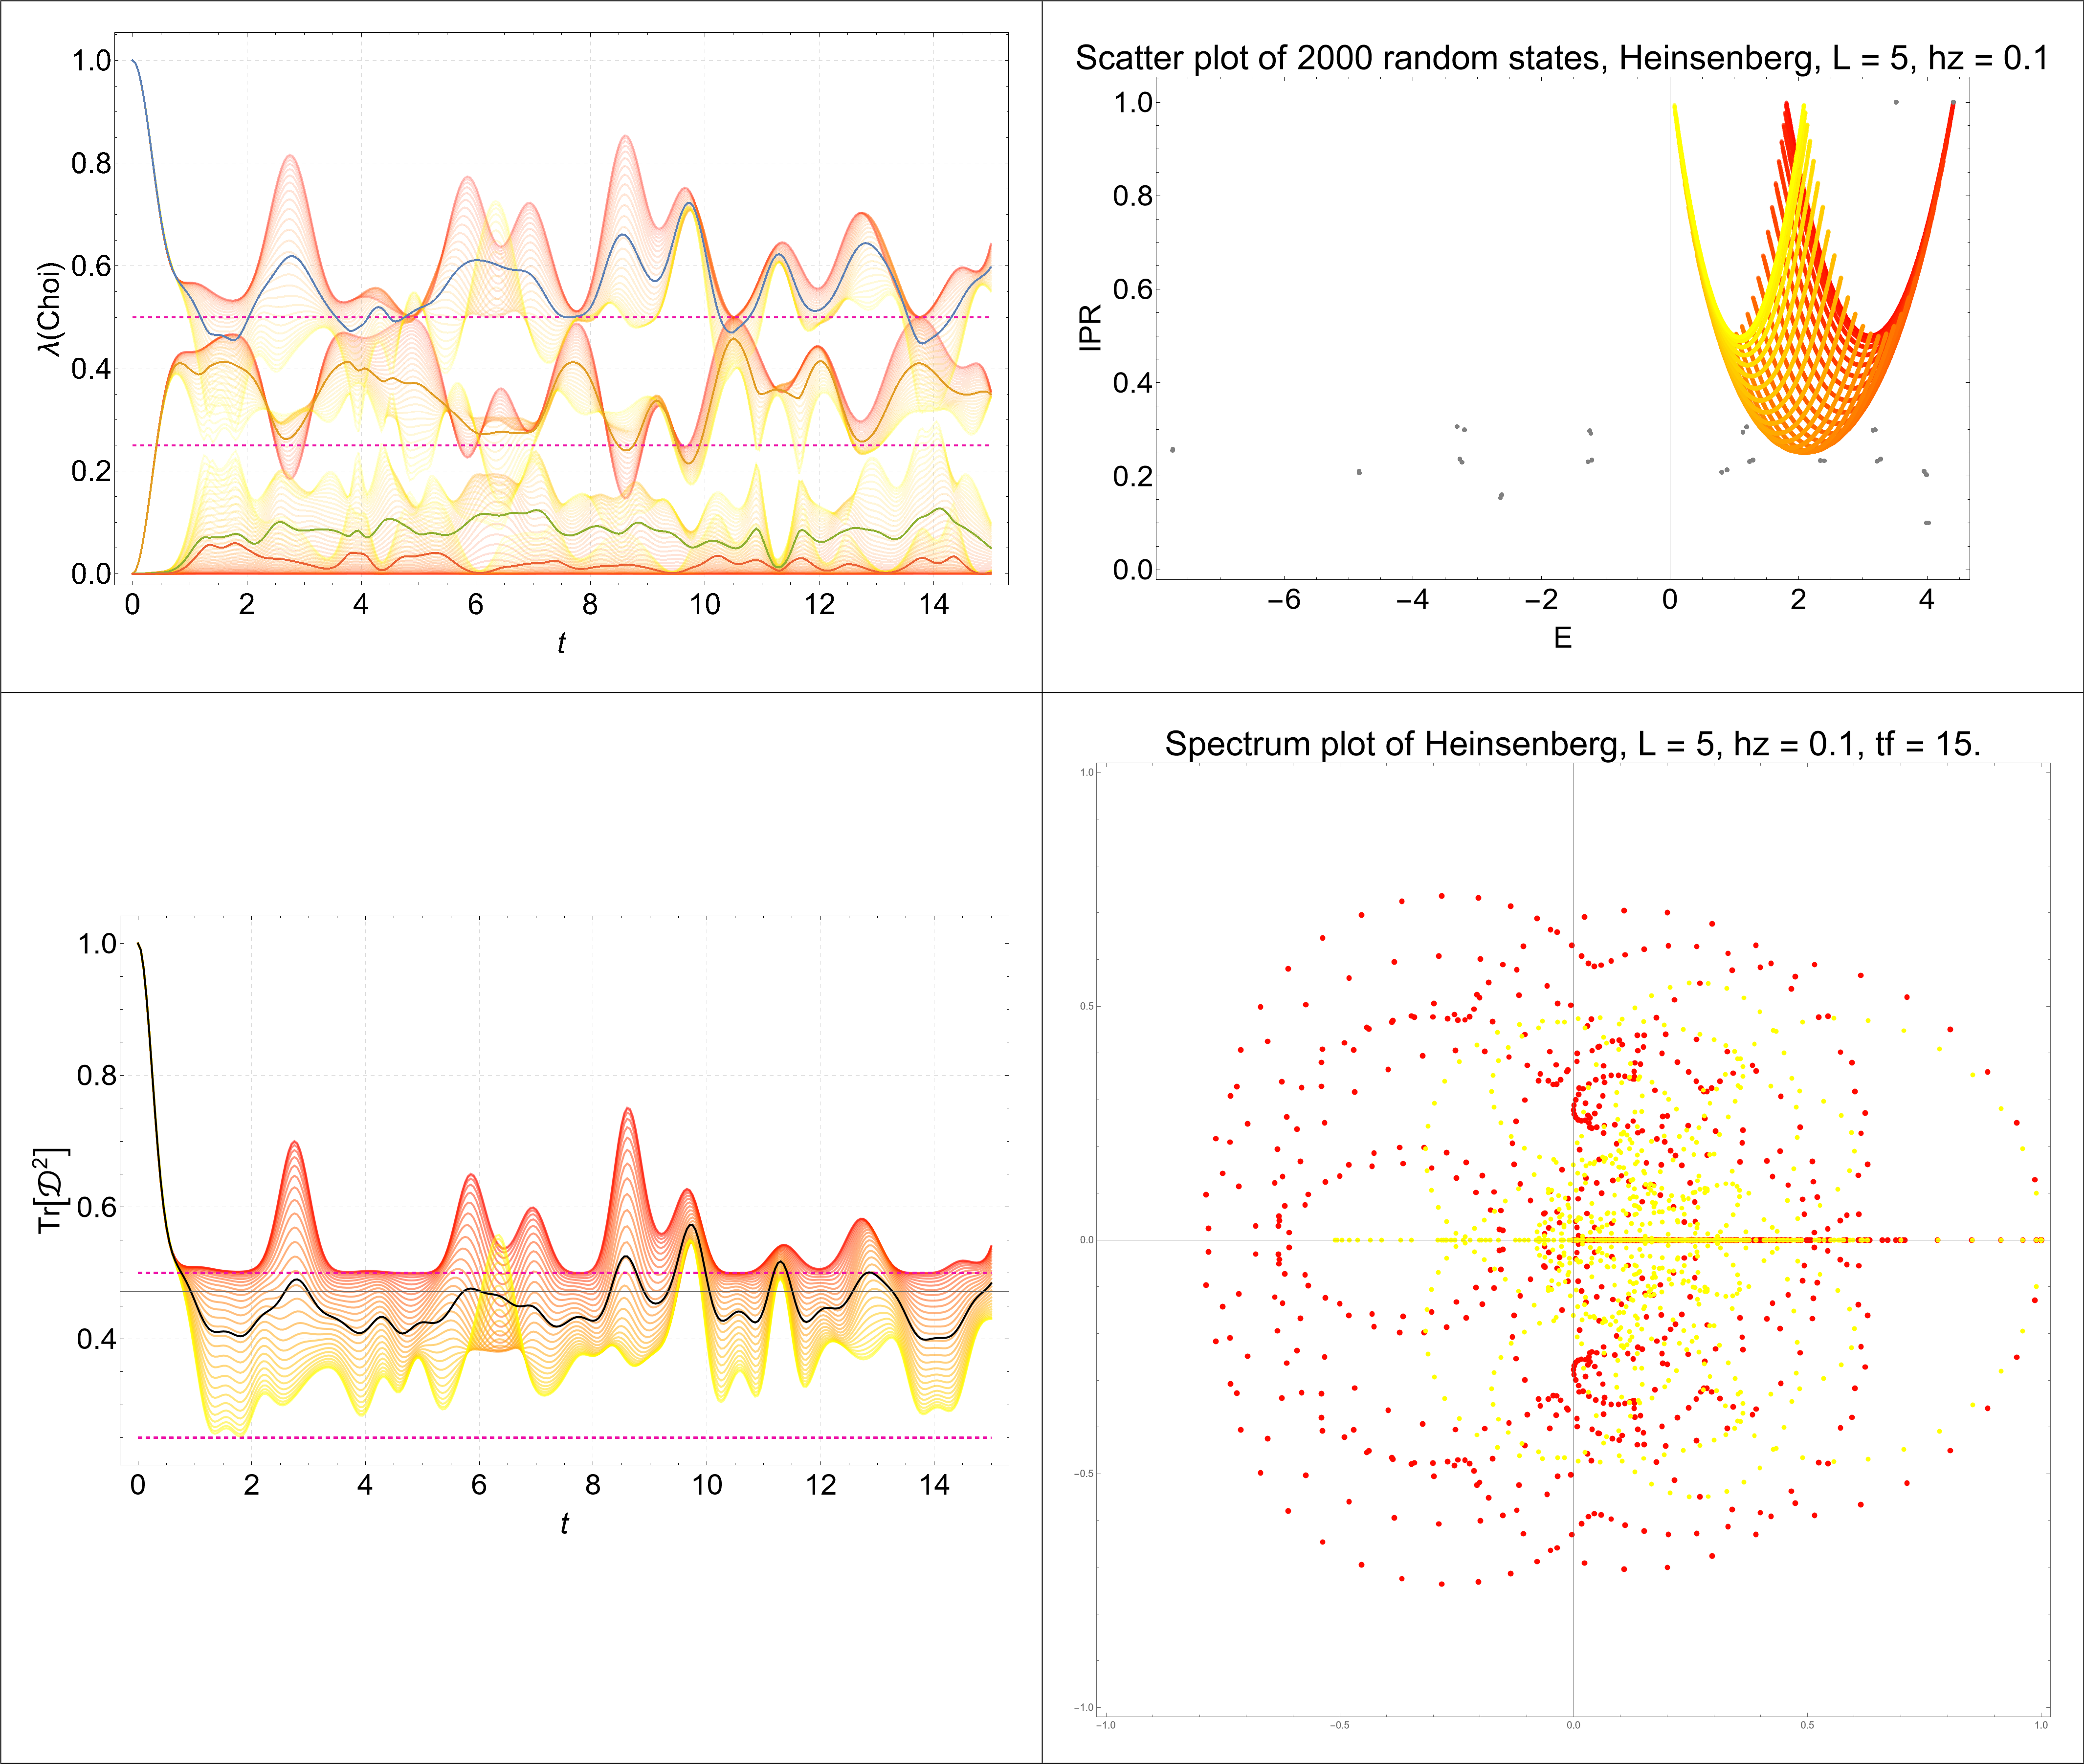 1.0
0.8
0.6
0.4
0.2
0.0
λ(Choi)
0 2 4 6 8 10 12 14
t
Scatter plot of 2000 random states, Heinsenberg, L = 5, hz = 0.1
1.0
0.8
0.6
0.4
0.2
0.0
IPR
−6 −4 −2 0 2 4
E
1.0
0.8
0.6
0.4
Tr[𝒟²]
0 2 4 6 8 10 12 14
t
Spectrum plot of Heinsenberg, L = 5, hz = 0.1, tf = 15.
1.0
0.5
0.0
−0.5
−1.0
−1.0 −0.5 0.0 0.5 1.0